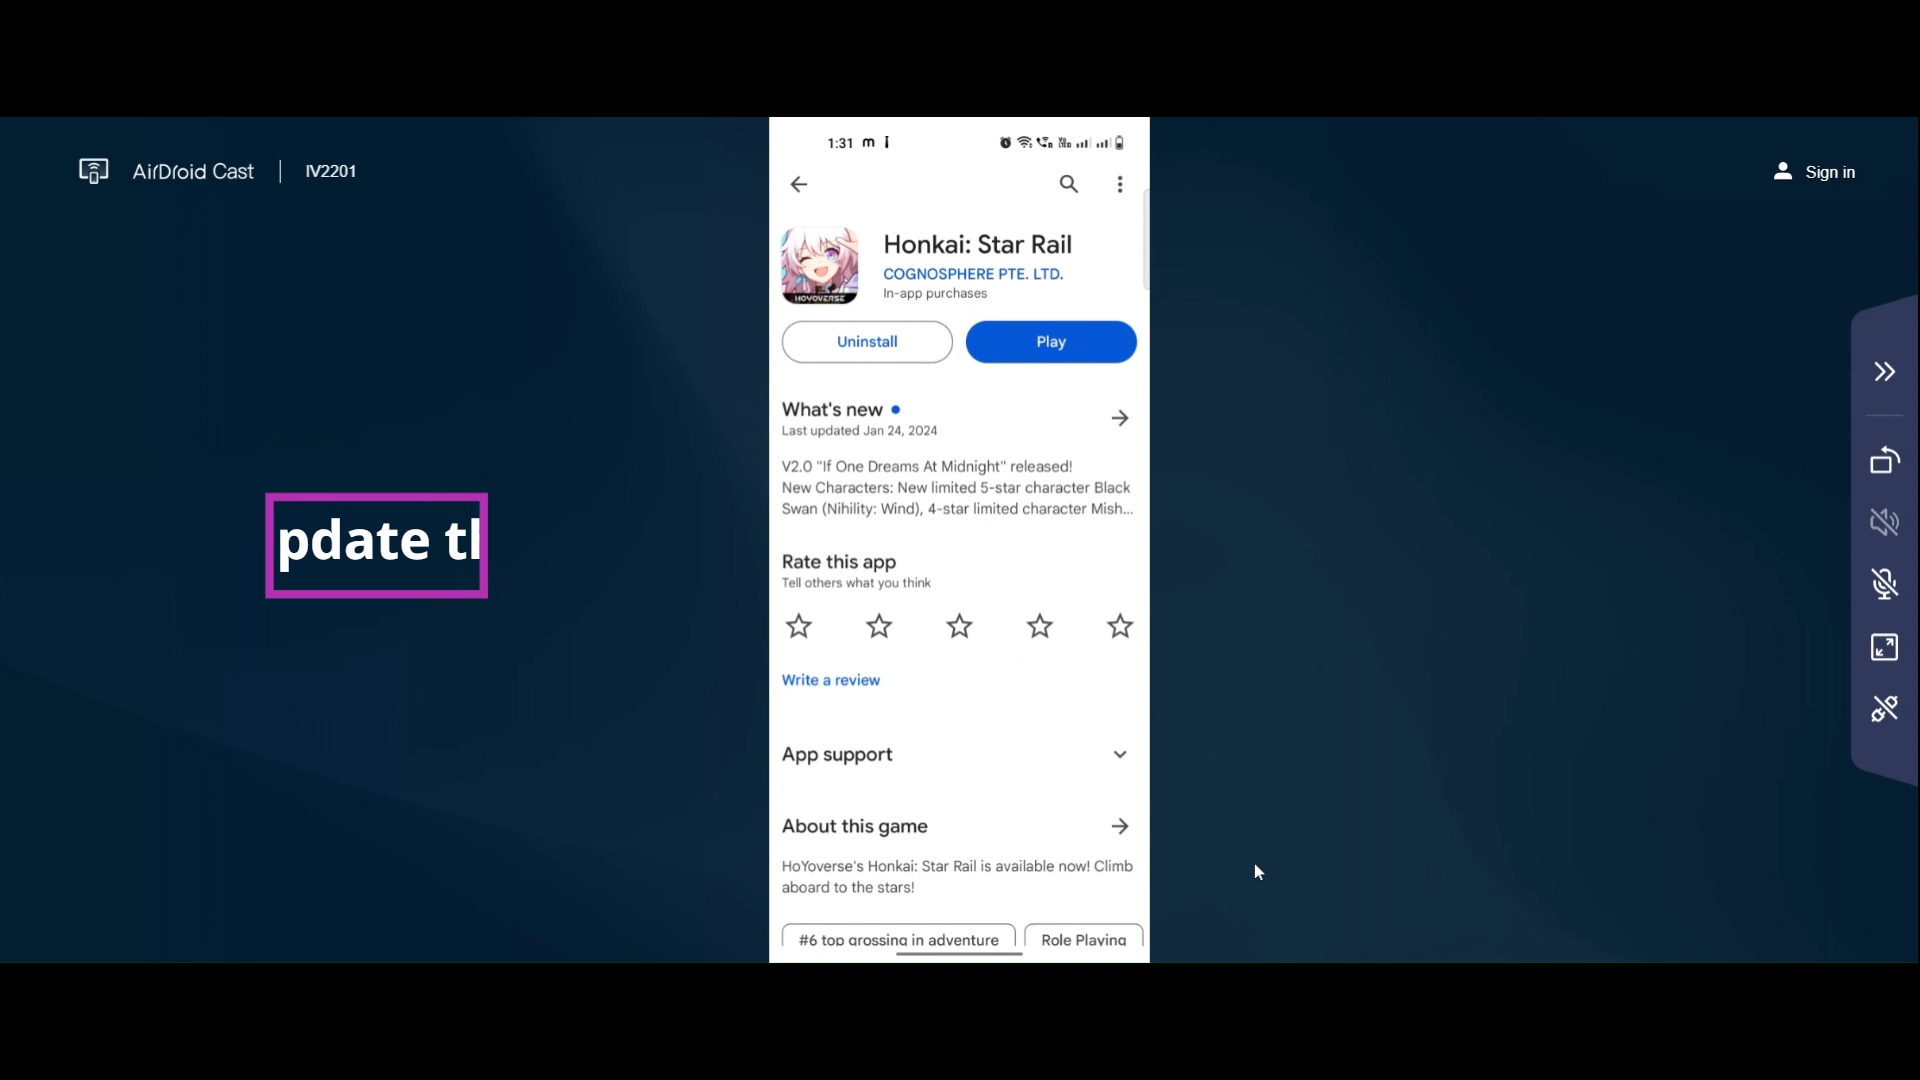 AirDroid Cast
IV2201
Sign in
1:31
Honkai: Star Rail
COGNOSPHERE PTE. LTD.
In-app purchases
HOYOVERSE
Uninstall
Play
What's new
Last updated Jan 24, 2024
V2.0 "If One Dreams At Midnight" released!
New Characters: New limited 5-star character Black
Swan (Nihility: Wind), 4-star limited character Mish...
pdate th
Rate this app
Tell others what you think
Write a review
App support
About this game
HoYoverse's Honkai: Star Rail is available now! Climb
aboard to the stars!
#6 top grossing in adventure
Role Playing